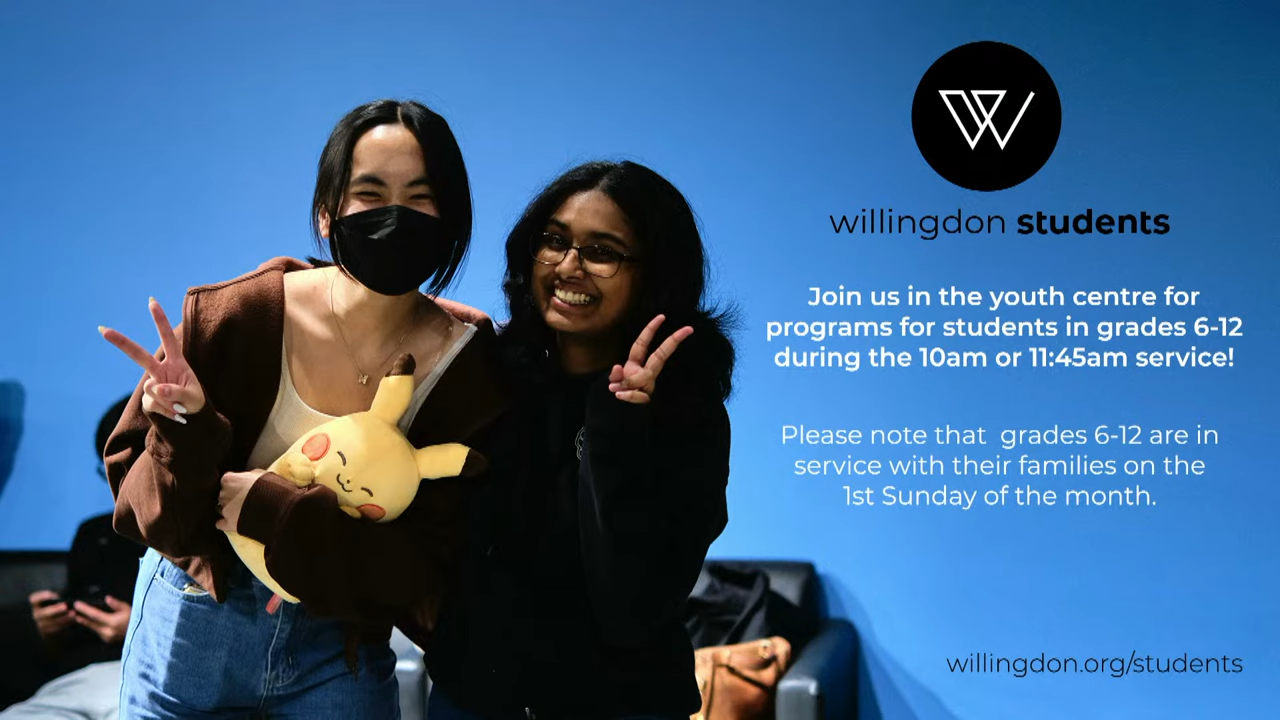 W
willingdon students
Join us in the youth centre for
programs for students in grades 6-12
during the 10am or 11:45am service!
Please note that  grades 6-12 are in
service with their families on the
1st Sunday of the month.
willingdon.org/students